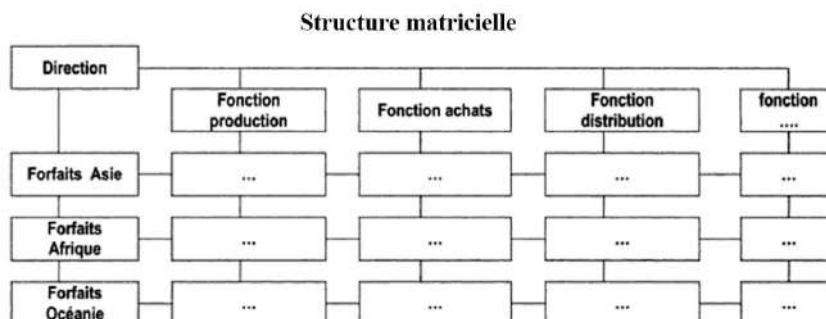 Structure matricielle
Direction
Fonction
production
Fonction achats
Fonction
distribution
fonction
....
Forfaits Asie
...
...
...
...
Forfaits
Afrique
...
...
...
...
Forfaits
Océanie
...
...
...
...